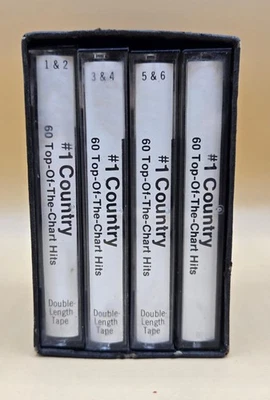 1 & 2
#1 Country
60 Top-Of-The-Chart Hits
Double-
Length
Tape
3 & 4
#1 Country
60 Top-Of-The-Chart Hits
Double-
Length
Tape
5 & 6
#1 Country
60 Top-Of-The-Chart Hits
Double-
Length
Tape
#1 Country
60 Top-Of-The-Chart Hits